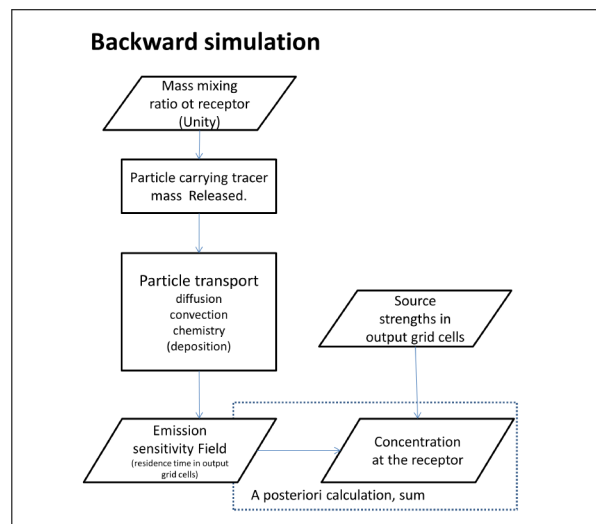 Backward simulation
Mass mixing
ratio ot receptor
(Unity)
Particle carrying tracer
mass Released.
Particle transport
diffusion
convection
chemistry
(deposition)
Source
strengths in
output grid cells
Emission
sensitivity Field
(residence time in output
grid cells)
Concentration
at the receptor
A posteriori calculation, sum